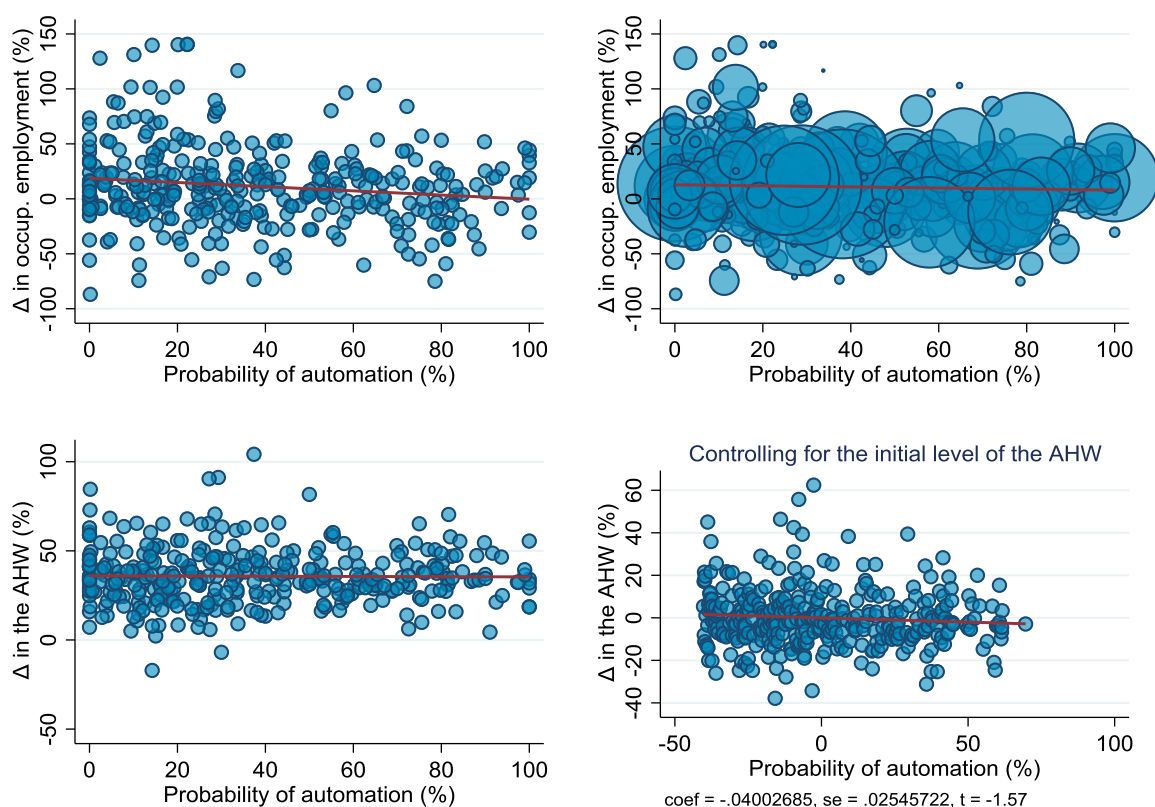 Δ in occup. employment (%)
150
100
50
0
-50
-100
0 20 40 60 80 100
Probability of automation (%)
Δ in occup. employment (%)
150
100
50
0
-50
-100
0 20 40 60 80 100
Probability of automation (%)
Δ in the AHW (%)
100
50
0
-50
0 20 40 60 80 100
Probability of automation (%)
Controlling for the initial level of the AHW
Δ in the AHW (%)
60
40
20
0
-20
-40
-50 0 50 100
Probability of automation (%)
coef = -.04002685, se = .02545722, t = -1.57